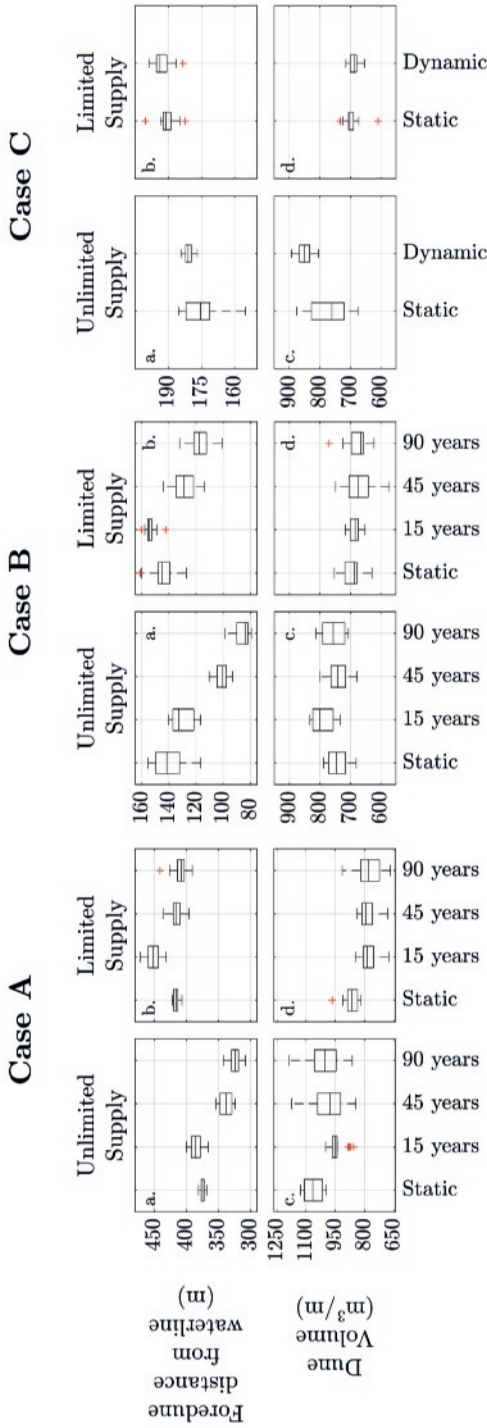 Case A
Unlimited
Supply
Limited
Supply
Foredune
distance
from
waterline
(m)
450
400
350
300
a.
b.
Dune
Volume
(m³/m)
1250
1100
950
800
650
c.
d.
Static
15 years
45 years
90 years
Static
15 years
45 years
90 years
Case B
Unlimited
Supply
Limited
Supply
160
140
120
100
80
a.
b.
900
800
700
600
c.
d.
Static
15 years
45 years
90 years
Static
15 years
45 years
90 years
Case C
Unlimited
Supply
Limited
Supply
190
175
160
a.
b.
900
800
700
600
c.
d.
Static
Dynamic
Static
Dynamic